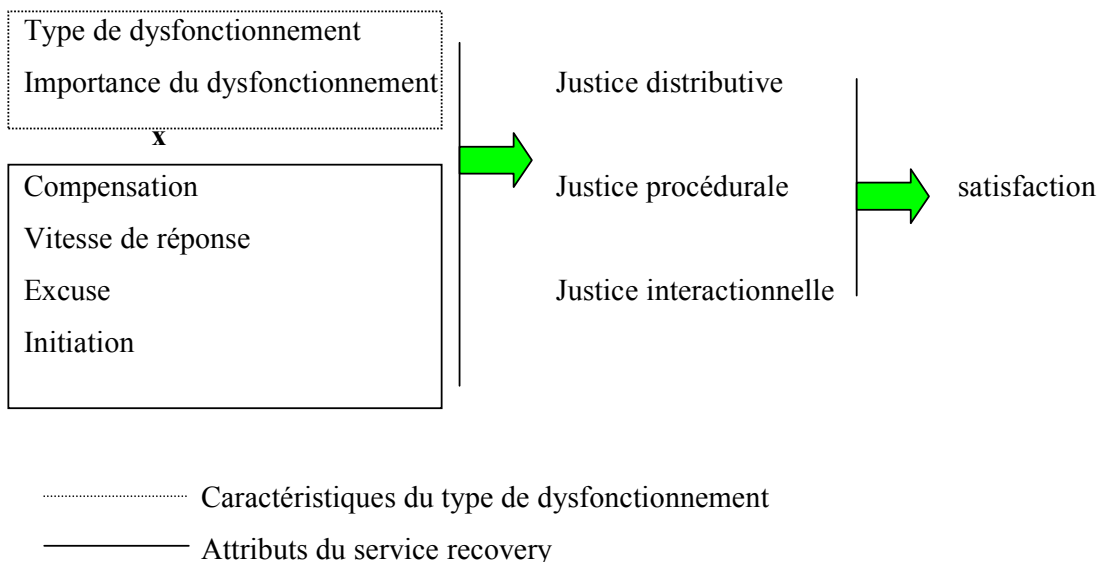 Type de dysfonctionnement
Importance du dysfonctionnement
x
Compensation
Vitesse de réponse
Excuse
Initiation
Justice distributive
Justice procédurale
Justice interactionnelle
satisfaction
Caractéristiques du type de dysfonctionnement
Attributs du service recovery